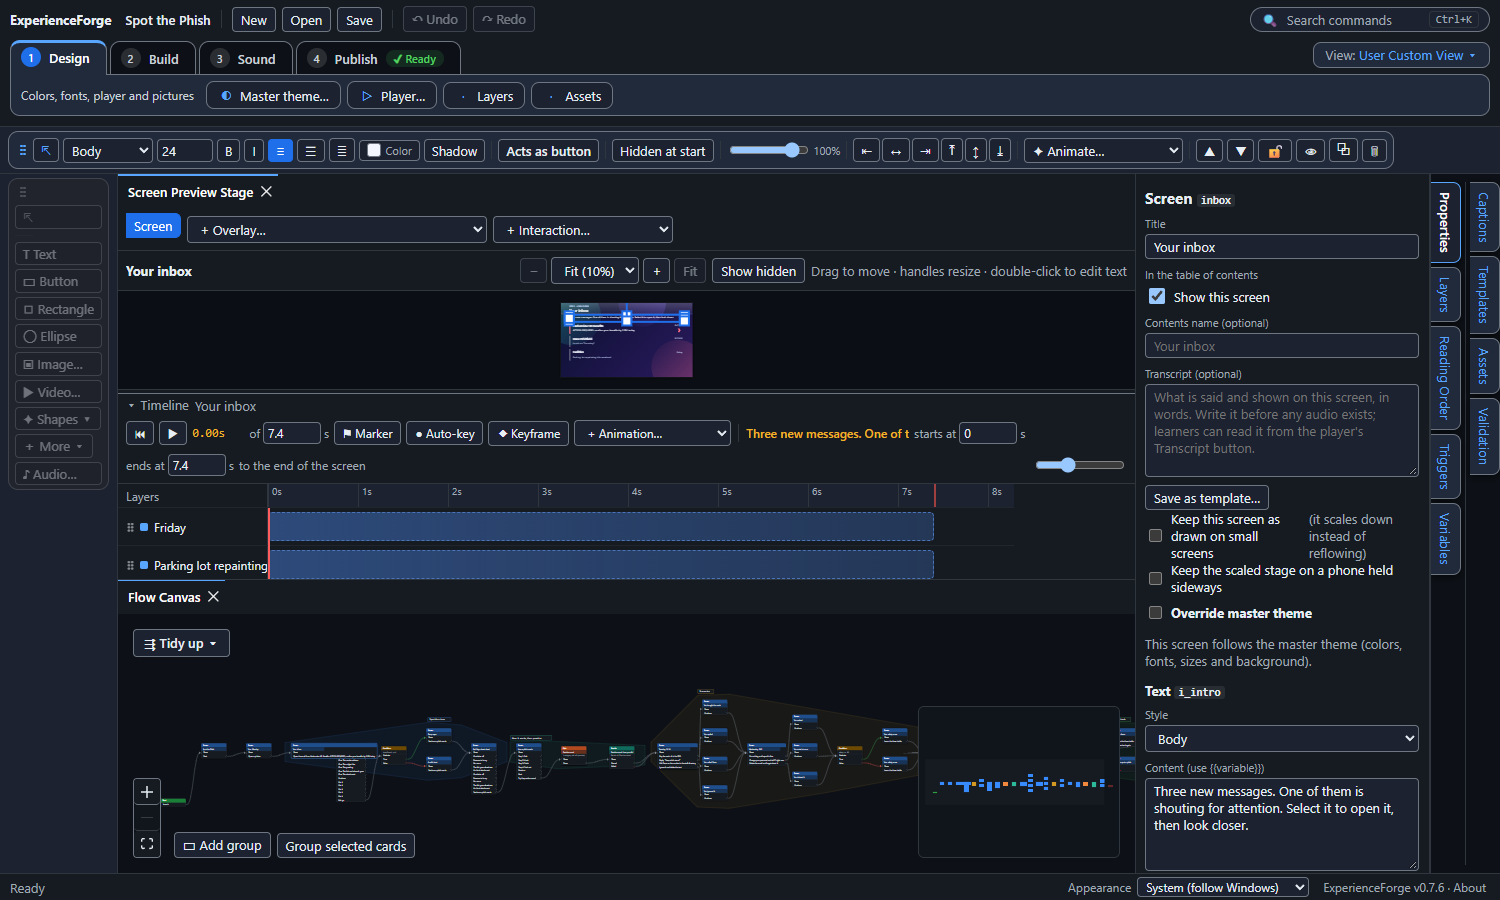 ExperienceForge Spot the Phish New Open Save Undo Redo Search commands Ctrl+K
1 Design 2 Build 3 Sound 4 Publish ✓ Ready View: User Custom View
Colors, fonts, player and pictures Master theme... Player... Layers Assets
Body 24 B I Color Shadow Acts as button Hidden at start 100% Animate...
Text
Button
Rectangle
Ellipse
Image...
Video...
Shapes
+ More
Audio...
Screen Preview Stage
Screen + Overlay... + Interaction...
Your inbox − Fit (10%) + Fit Show hidden Drag to move · handles resize · double-click to edit text
Timeline Your inbox
0.00s of 7.4 s Marker Auto-key Keyframe + Animation... Three new messages. One of t starts at 0 s
ends at 7.4 s to the end of the screen
Layers 0s 1s 2s 3s 4s 5s 6s 7s 8s
Friday
Parking lot repainting
Flow Canvas
Tidy up
+
Add group Group selected cards
Screen inbox
Title
Your inbox
In the table of contents
Show this screen
Contents name (optional)
Your inbox
Transcript (optional)
What is said and shown on this screen, in
words. Write it before any audio exists;
learners can read it from the player's
Transcript button.
Save as template...
Keep this screen as
drawn on small
screens
(it scales down
instead of
reflowing)
Keep the scaled stage on a phone held
sideways
Override master theme
This screen follows the master theme (colors,
fonts, sizes and background).
Text i_intro
Style
Body
Content (use {{variable}})
Three new messages. One of them is
shouting for attention. Select it to open it,
then look closer.
Properties
Layers
Reading Order
Triggers
Variables
Captions
Templates
Assets
Validation
Ready Appearance System (follow Windows) ExperienceForge v0.7.6 · About